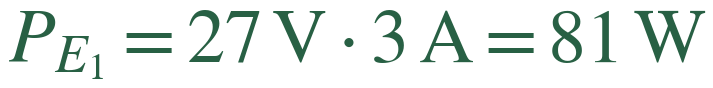 P_{E_1} = 27 V · 3 A = 81 W